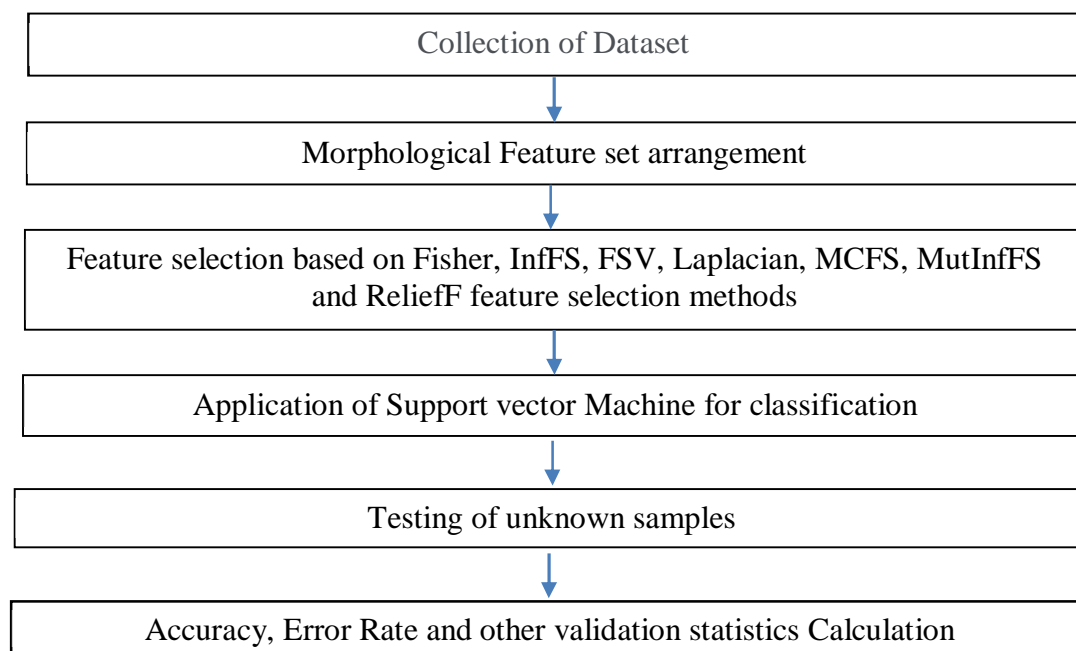 Collection of Dataset
Morphological Feature set arrangement
Feature selection based on Fisher, InfFS, FSV, Laplacian, MCFS, MutInfFS
and ReliefF feature selection methods
Application of Support vector Machine for classification
Testing of unknown samples
Accuracy, Error Rate and other validation statistics Calculation